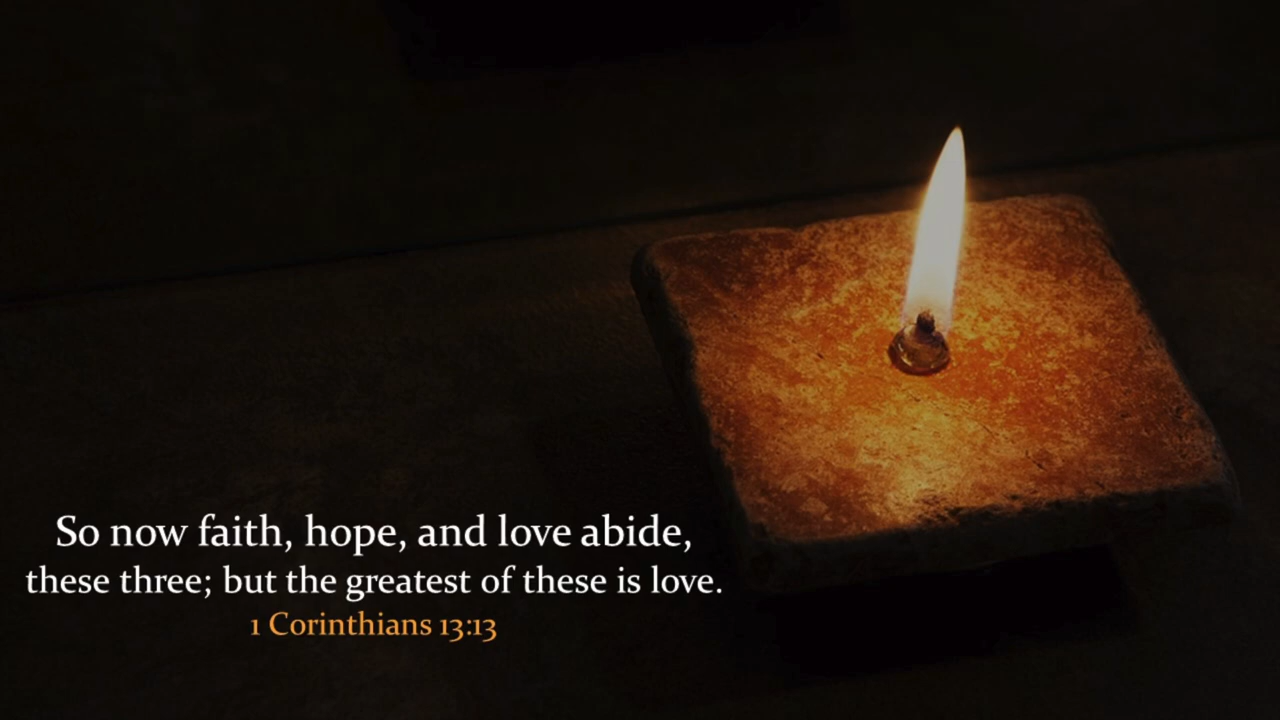 So now faith, hope, and love abide,
these three; but the greatest of these is love.
1 Corinthians 13:13